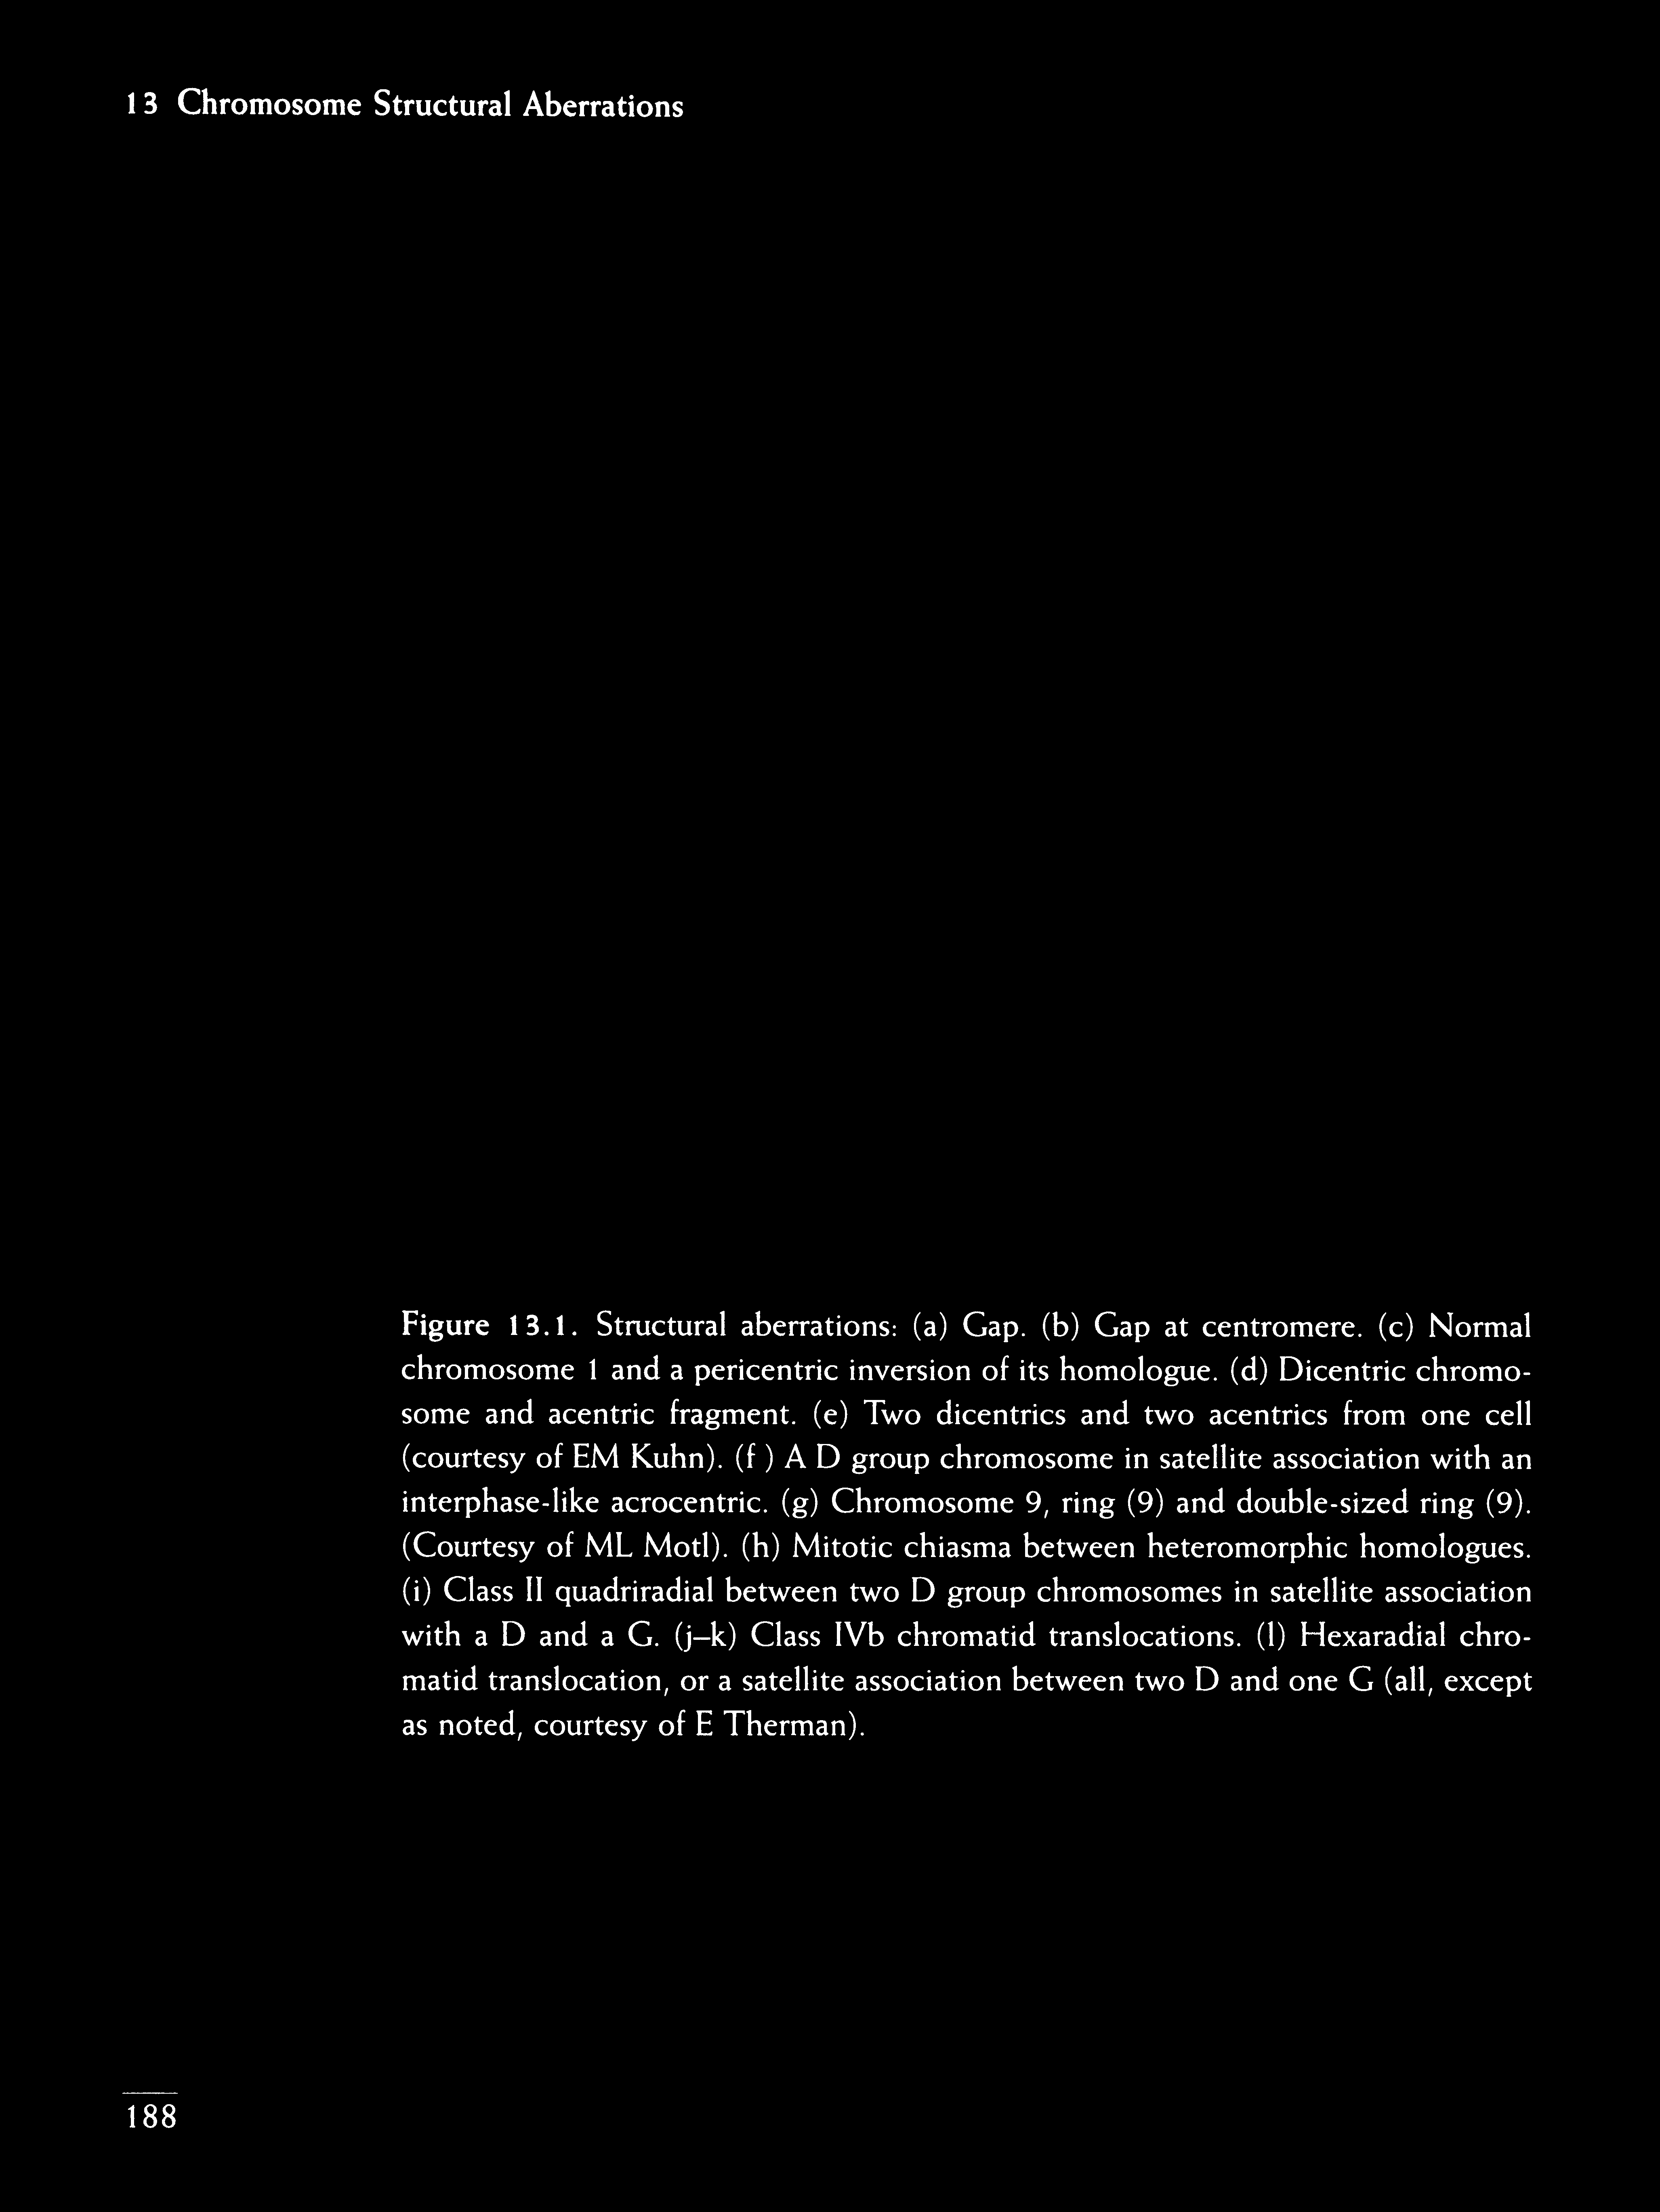 13 Chromosome Structural Aberrations
Figure 13.1. Structural aberrations: (a) Gap. (b) Gap at centromere. (c) Normal
chromosome 1 and a pericentric inversion of its homologue. (d) Dicentric chromo-
some and acentric fragment. (e) Two dicentrics and two acentrics from one cell
(courtesy of EM Kuhn). (f ) A D group chromosome in satellite association with an
interphase-like acrocentric. (g) Chromosome 9, ring (9) and double-sized ring (9).
(Courtesy of ML Motl). (h) Mitotic chiasma between heteromorphic homologues.
(i) Class II quadriradial between two D group chromosomes in satellite association
with a D and a G. (j–k) Class IVb chromatid translocations. (l) Hexaradial chro-
matid translocation, or a satellite association between two D and one G (all, except
as noted, courtesy of E Therman).
188